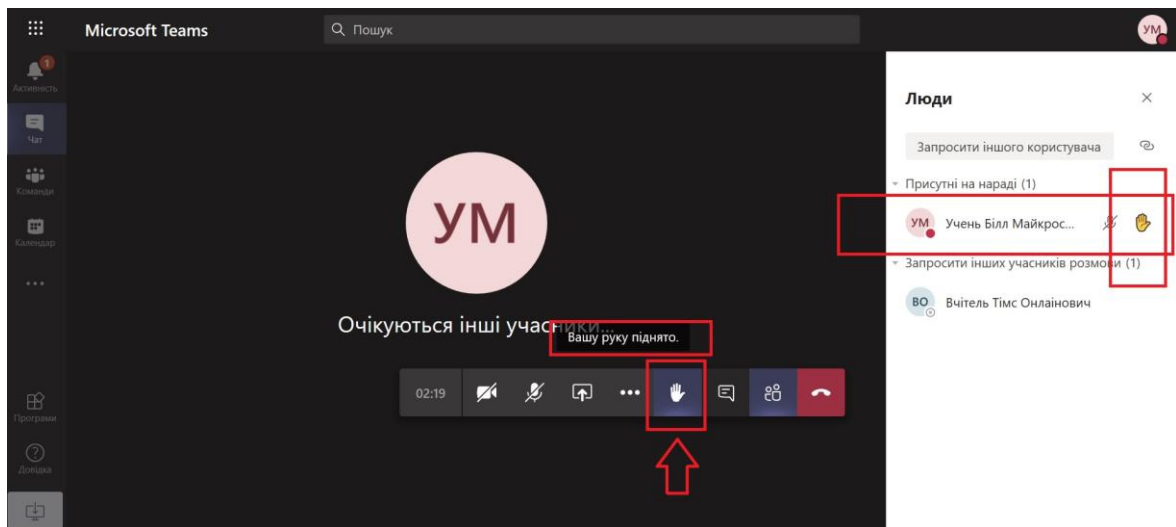 Microsoft Teams
Пошук
УМ
1
Активність
Чат
Команди
Календар
Програми
Довідка
УМ
Очікуються інші учасники...
Вашу руку піднято.
02:19
Люди
Запросити іншого користувача
Присутні на нараді (1)
УМ Учень Білл Майкрос...
Запросити інших учасників розмови (1)
ВО Вчітель Тімс Онлаінович